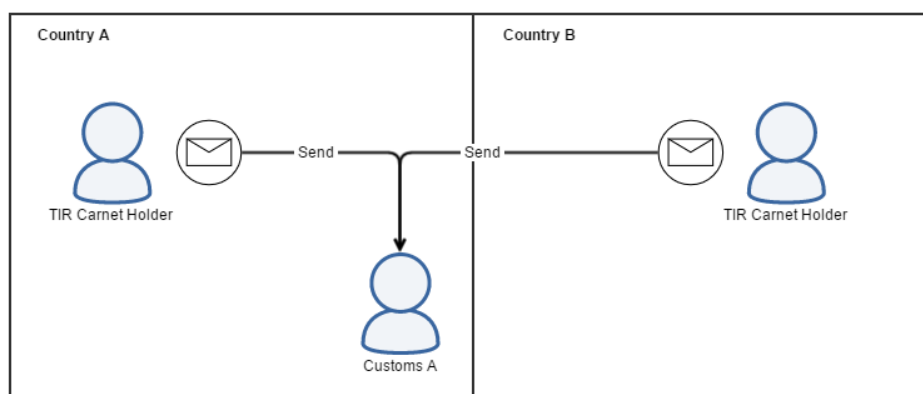 Country A
Country B
Send
Send
TIR Carnet Holder
TIR Carnet Holder
Customs A